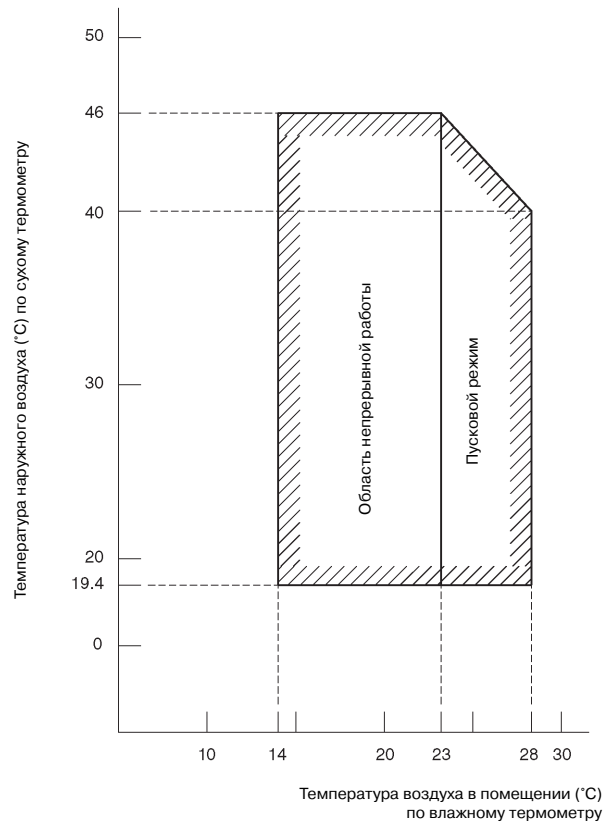 50
46
40
30
20
19.4
0
Температура наружного воздуха (°C) по сухому термометру
Область непрерывной работы
Пусковой режим
10 14 20 23 28 30
Температура воздуха в помещении (°C)
по влажному термометру